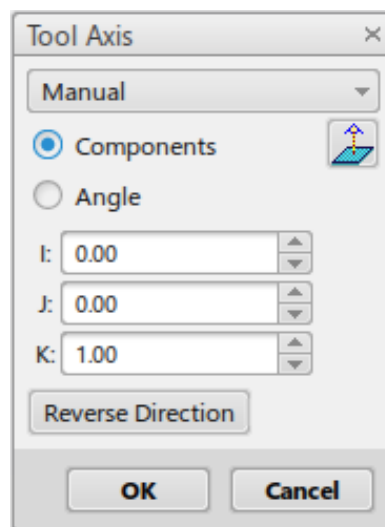 Tool Axis
Manual
Components
Angle
I: 0.00
J: 0.00
K: 1.00
Reverse Direction
OK Cancel